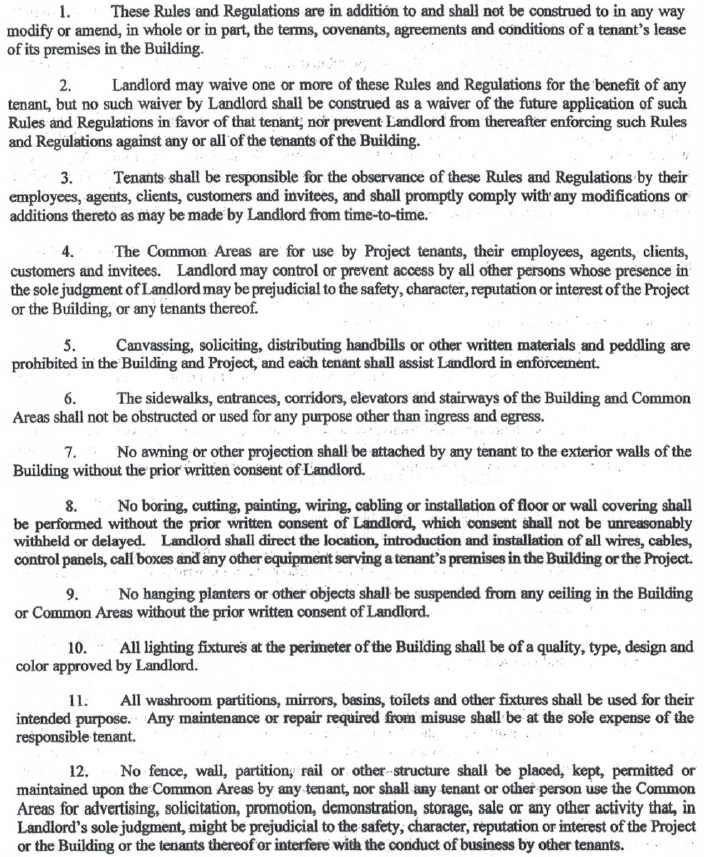 1. These Rules and Regulations are in addition to and shall not be construed to in any way
modify or amend, in whole or in part, the terms, covenants, agreements and conditions of a tenant's lease
of its premises in the Building.
2. Landlord may waive one or more of these Rules and Regulations for the benefit of any
tenant, but no such waiver by Landlord shall be construed as a waiver of the future application of such
Rules and Regulations in favor of that tenant, nor prevent Landlord from thereafter enforcing such Rules
and Regulations against any or all of the tenants of the Building.
3. Tenants shall be responsible for the observance of these Rules and Regulations by their
employees, agents, clients, customers and invitees, and shall promptly comply with any modifications or
additions thereto as may be made by Landlord from time-to-time.
4. The Common Areas are for use by Project tenants, their employees, agents, clients,
customers and invitees. Landlord may control or prevent access by all other persons whose presence in
the sole judgment of Landlord may be prejudicial to the safety, character, reputation or interest of the Project
or the Building, or any tenants thereof.
5. Canvassing, soliciting, distributing handbills or other written materials and peddling are
prohibited in the Building and Project, and each tenant shall assist Landlord in enforcement.
6. The sidewalks, entrances, corridors, elevators and stairways of the Building and Common
Areas shall not be obstructed or used for any purpose other than ingress and egress.
7. No awning or other projection shall be attached by any tenant to the exterior walls of the
Building without the prior written consent of Landlord.
8. No boring, cutting, painting, wiring, cabling or installation of floor or wall covering shall
be performed without the prior written consent of Landlord, which consent shall not be unreasonably
withheld or delayed. Landlord shall direct the location, introduction and installation of all wires, cables,
control panels, call boxes and any other equipment serving a tenant's premises in the Building or the Project.
9. No hanging planters or other objects shall be suspended from any ceiling in the Building
or Common Areas without the prior written consent of Landlord.
10. All lighting fixtures at the perimeter of the Building shall be of a quality, type, design and
color approved by Landlord.
11. All washroom partitions, mirrors, basins, toilets and other fixtures shall be used for their
intended purpose. Any maintenance or repair required from misuse shall be at the sole expense of the
responsible tenant.
12. No fence, wall, partition, rail or other structure shall be placed, kept, permitted or
maintained upon the Common Areas by any tenant, nor shall any tenant or other person use the Common
Areas for advertising, solicitation, promotion, demonstration, storage, sale or any other activity that, in
Landlord's sole judgment, might be prejudicial to the safety, character, reputation or interest of the Project
or the Building or the tenants thereof or interfere with the conduct of business by other tenants.